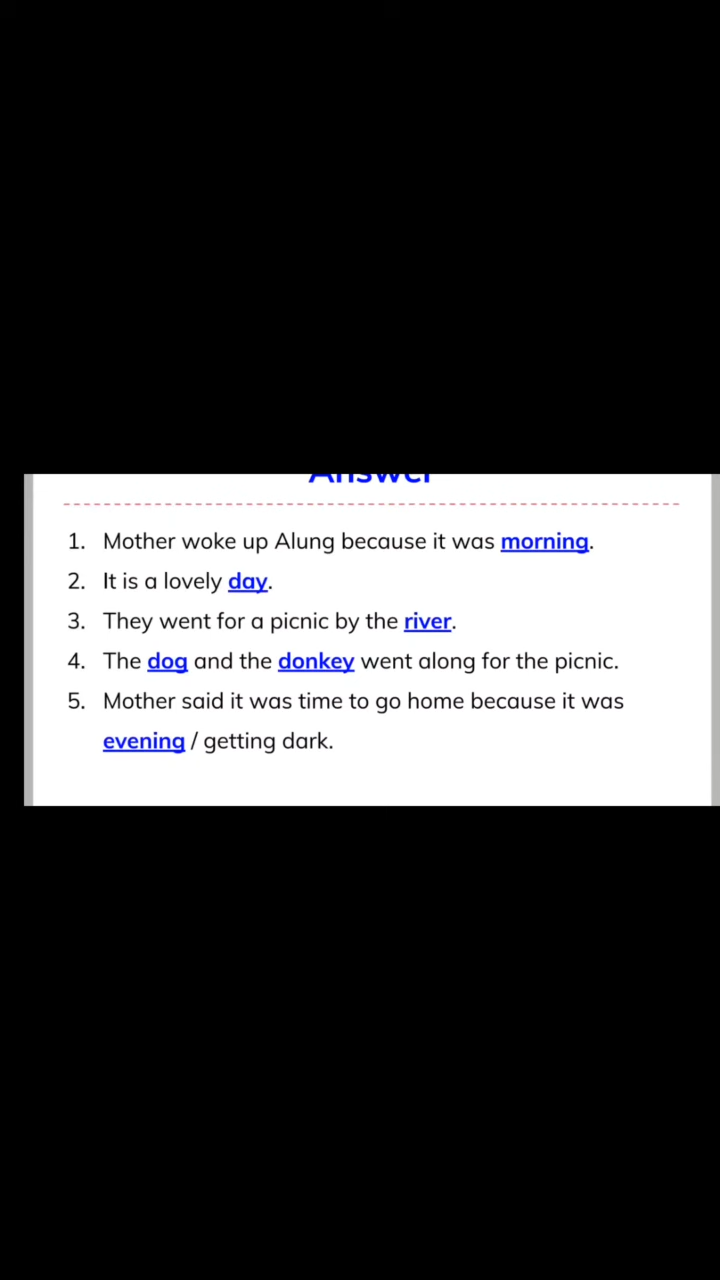 Answer
1. Mother woke up Alung because it was morning.
2. It is a lovely day.
3. They went for a picnic by the river.
4. The dog and the donkey went along for the picnic.
5. Mother said it was time to go home because it was
evening / getting dark.